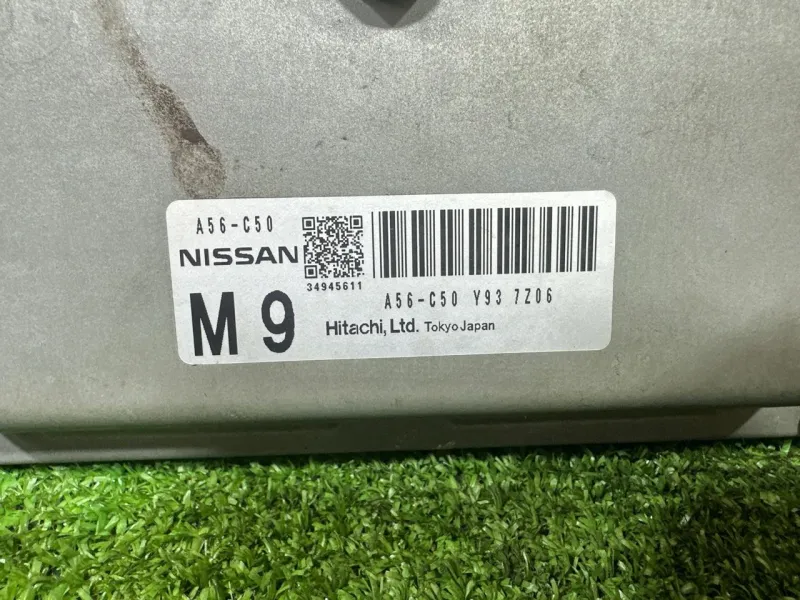 A56-C50
NISSAN
34945611
M 9
A56-C50 Y93 7Z06
Hitachi, Ltd. Tokyo Japan